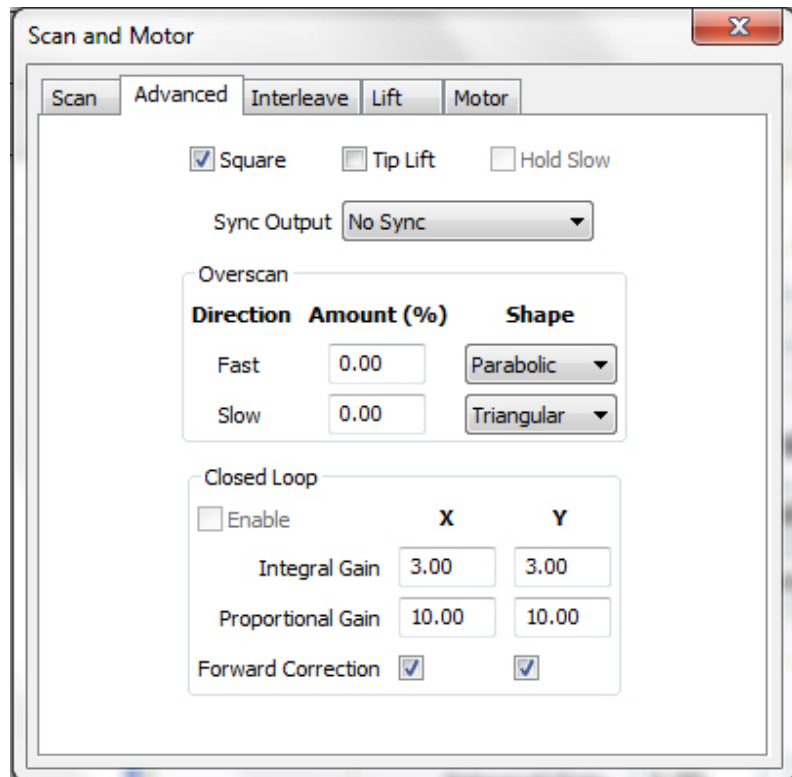 Scan and Motor
Scan Advanced Interleave Lift Motor
Square Tip Lift Hold Slow
Sync Output No Sync
Overscan
Direction Amount (%) Shape
Fast 0.00 Parabolic
Slow 0.00 Triangular
Closed Loop
Enable X Y
Integral Gain 3.00 3.00
Proportional Gain 10.00 10.00
Forward Correction